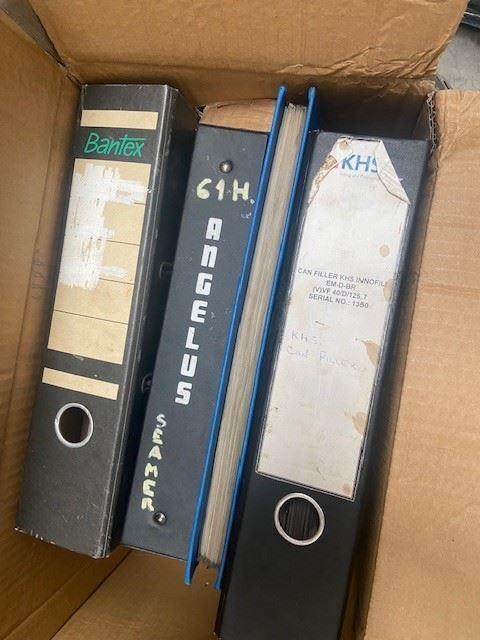 Bantex
61.H.
ANGELUS
SEAMER
KHS
CAN FILLER KHS INNOFILL
EM-D-BR
(V)VF 40/D/125,7
SERIAL NO.: 1350
KHS.
Can FILLER